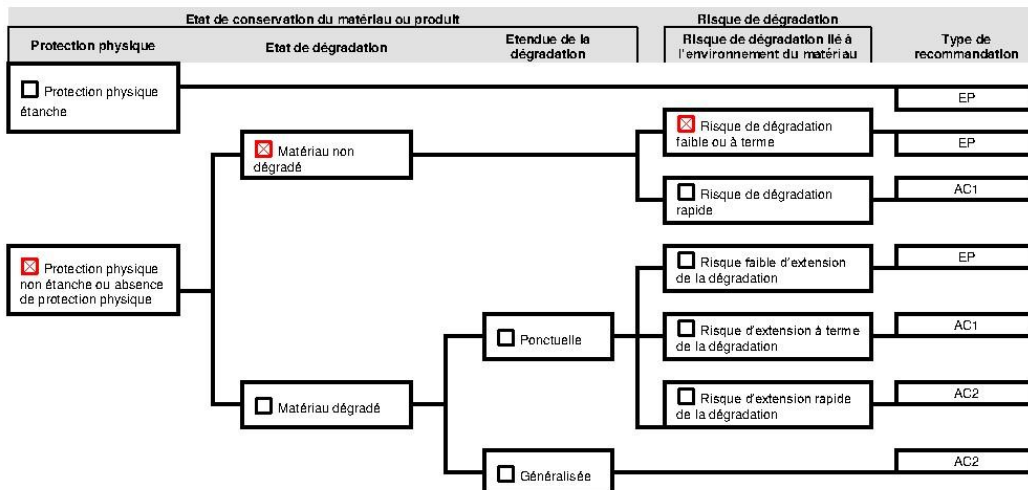 Etat de conservation du matériau ou produit
Risque de dégradation
Protection physique
Etat de dégradation
Etendue de la
dégradation
Risque de dégradation lié à
l'environnement du matériau
Type de
recommandation
Protection physique
étanche
EP
Matériau non
dégradé
Risque de dégradation
faible ou à terme
EP
Risque de dégradation
rapide
AC1
Protection physique
non étanche ou absence
de protection physique
Risque faible d'extension
de la dégradation
EP
Ponctuelle
Risque d'extension à terme
de la dégradation
AC1
Matériau dégradé
Risque d'extension rapide
de la dégradation
AC2
Généralisée
AC2